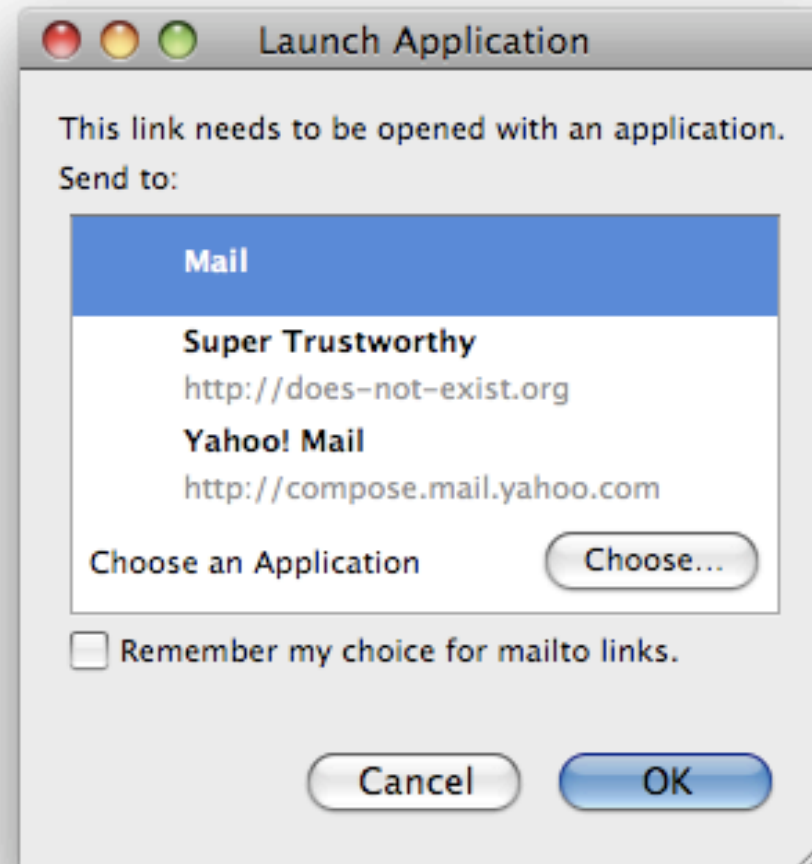 Launch Application
This link needs to be opened with an application.
Send to:
Mail
Super Trustworthy
http://does-not-exist.org
Yahoo! Mail
http://compose.mail.yahoo.com
Choose an Application Choose...
Remember my choice for mailto links.
Cancel OK